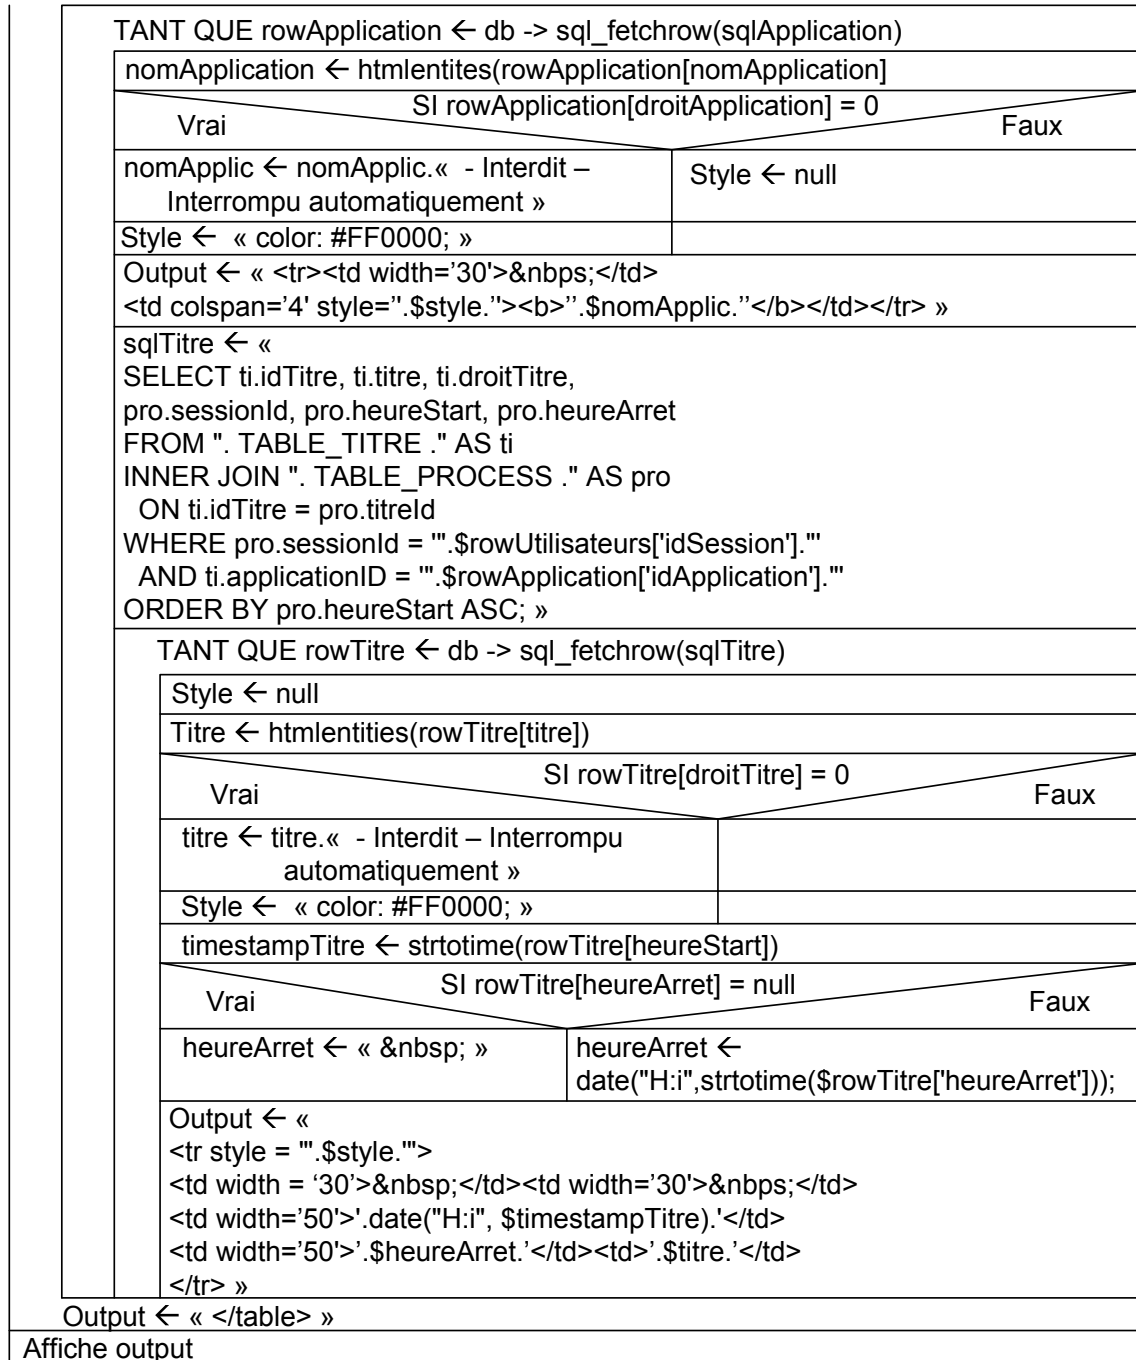 TANT QUE rowApplication ← db -> sql_fetchrow(sqlApplication)
nomApplication ← htmlentites(rowApplication[nomApplication]
SI rowApplication[droitApplication] = 0
Vrai
Faux
nomApplic ← nomApplic.«  - Interdit –
Interrompu automatiquement »
Style ← null
Style ←  « color: #FF0000; »
Output ← « <tr><td width='30'>&nbps;</td>
<td colspan='4' style=''.$style.''><b>''.$nomApplic.''</b></td></tr> »
sqlTitre ← «
SELECT ti.idTitre, ti.titre, ti.droitTitre,
pro.sessionId, pro.heureStart, pro.heureArret
FROM ". TABLE_TITRE ." AS ti
INNER JOIN ". TABLE_PROCESS ." AS pro
ON ti.idTitre = pro.titreId
WHERE pro.sessionId = '".$rowUtilisateurs['idSession']."'
AND ti.applicationID = '".$rowApplication['idApplication']."'
ORDER BY pro.heureStart ASC; »
TANT QUE rowTitre ← db -> sql_fetchrow(sqlTitre)
Style ← null
Titre ← htmlentities(rowTitre[titre])
SI rowTitre[droitTitre] = 0
Vrai
Faux
titre ← titre.«  - Interdit – Interrompu
automatiquement »
Style ←  « color: #FF0000; »
timestampTitre ← strtotime(rowTitre[heureStart])
SI rowTitre[heureArret] = null
Vrai
Faux
heureArret ← « &nbsp; »
heureArret ←
date("H:i",strtotime($rowTitre['heureArret']));
Output ← «
<tr style = '".$style.'">
<td width = ‘30’>&nbsp;</td><td width=’30'>&nbps;</td>
<td width=’50'>'.date("H:i", $timestampTitre).'</td>
<td width=’50'>’.$heureArret.’</td><td>’.$titre.’</td>
</tr> »
Output ← « </table> »
Affiche output